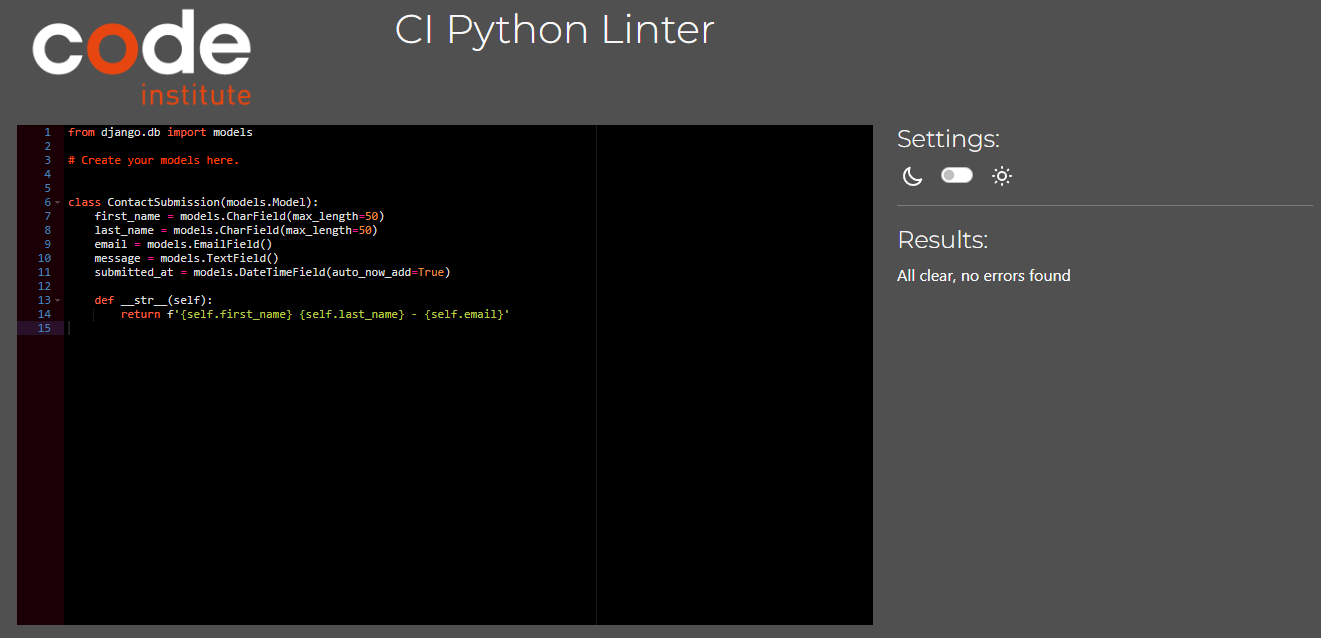 code
institute
CI Python Linter
1 from django.db import models
2
3 # Create your models here.
4
5
6 class ContactSubmission(models.Model):
7     first_name = models.CharField(max_length=50)
8     last_name = models.CharField(max_length=50)
9     email = models.EmailField()
10     message = models.TextField()
11     submitted_at = models.DateTimeField(auto_now_add=True)
12
13     def __str__(self):
14         return f'{self.first_name} {self.last_name} - {self.email}'
15
Settings:
Results:
All clear, no errors found